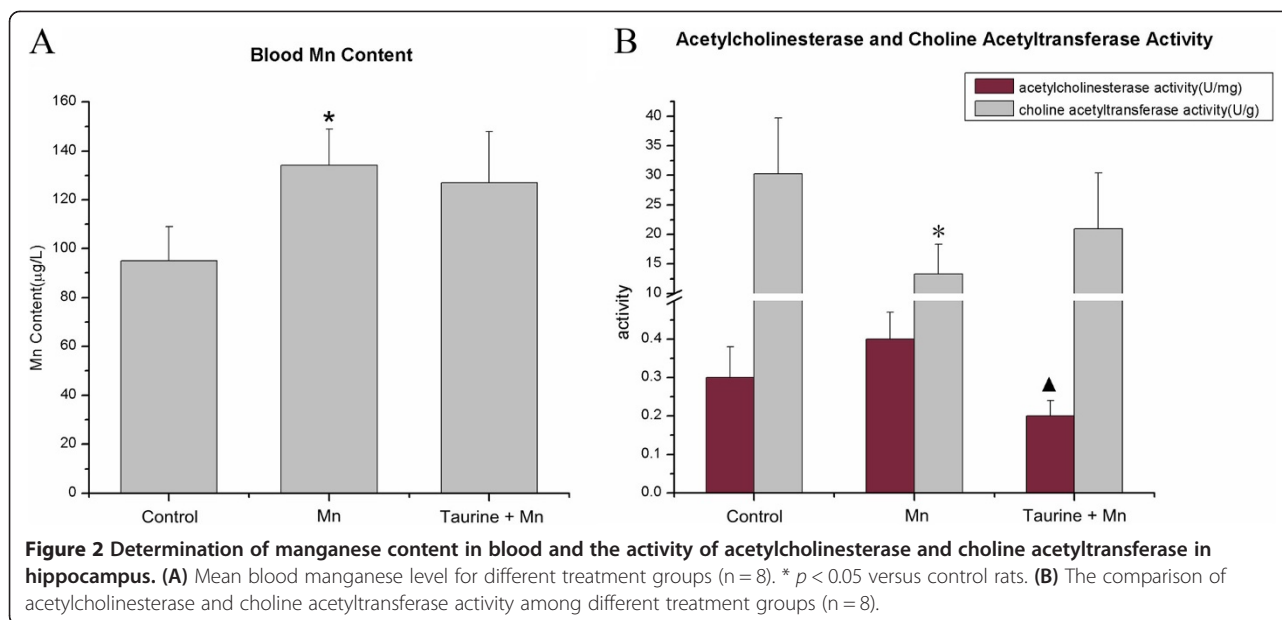 A
Blood Mn Content
160
140
120
100
80
60
40
20
0
Mn Content(µg/L)
*
Control
Mn
Taurine + Mn
B
Acetylcholinesterase and Choline Acetyltransferase Activity
acetylcholinesterase activity(U/mg)
choline acetyltransferase activity(U/g)
40
35
30
25
20
15
10
0.4
0.3
0.2
0.1
0.0
activity
*
▲
Control
Mn
Taurine + Mn
Figure 2 Determination of manganese content in blood and the activity of acetylcholinesterase and choline acetyltransferase in
hippocampus. (A) Mean blood manganese level for different treatment groups (n = 8). * p < 0.05 versus control rats. (B) The comparison of
acetylcholinesterase and choline acetyltransferase activity among different treatment groups (n = 8).